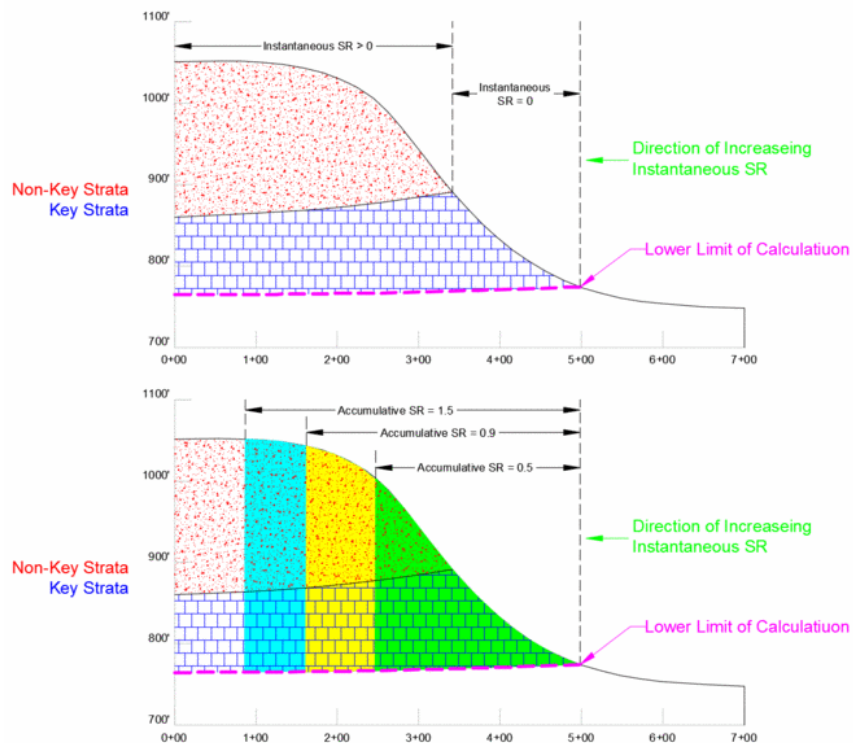 1100'
Instantaneous SR > 0
Instantaneous
SR = 0
1000'
Direction of Increaseing
Instantaneous SR
900'
Non-Key Strata
Key Strata
Lower Limit of Calculatiuon
800'
700'
0+00 1+00 2+00 3+00 4+00 5+00 6+00 7+00
1100'
Accumulative SR = 1.5
Accumulative SR = 0.9
Accumulative SR = 0.5
1000'
Direction of Increaseing
Instantaneous SR
900'
Non-Key Strata
Key Strata
Lower Limit of Calculatiuon
800'
700'
0+00 1+00 2+00 3+00 4+00 5+00 6+00 7+00